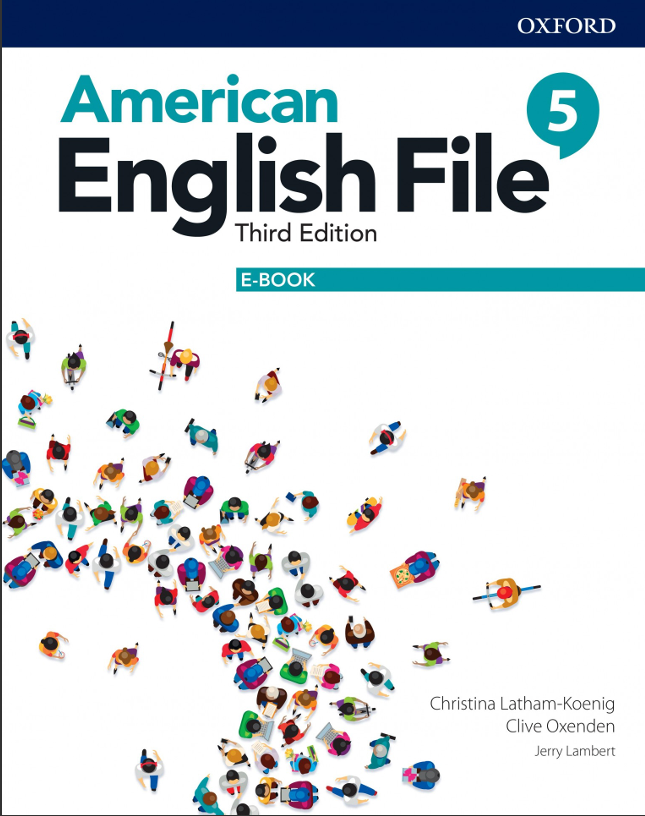 OXFORD
American
5
English File
Third Edition
E-BOOK
Christina Latham-Koenig
Clive Oxenden
Jerry Lambert